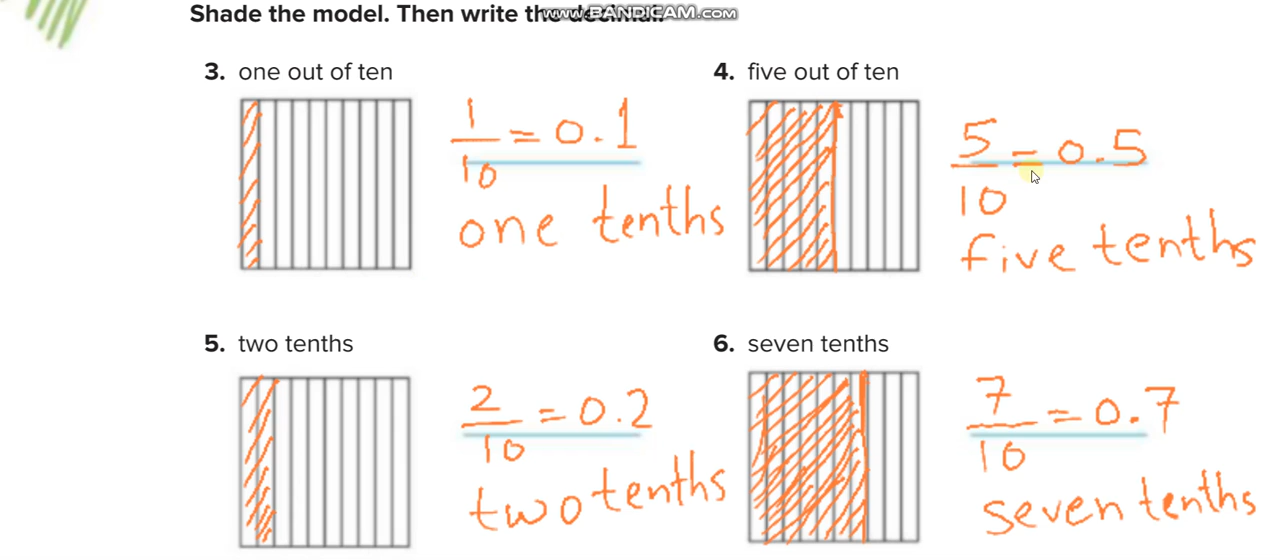 Shade the model. Then write the decimal.
www.BANDICAM.com
3. one out of ten
1/10 = 0.1
one tenths
4. five out of ten
5/10 = 0.5
five tenths
5. two tenths
2/10 = 0.2
two tenths
6. seven tenths
7/10 = 0.7
seven tenths